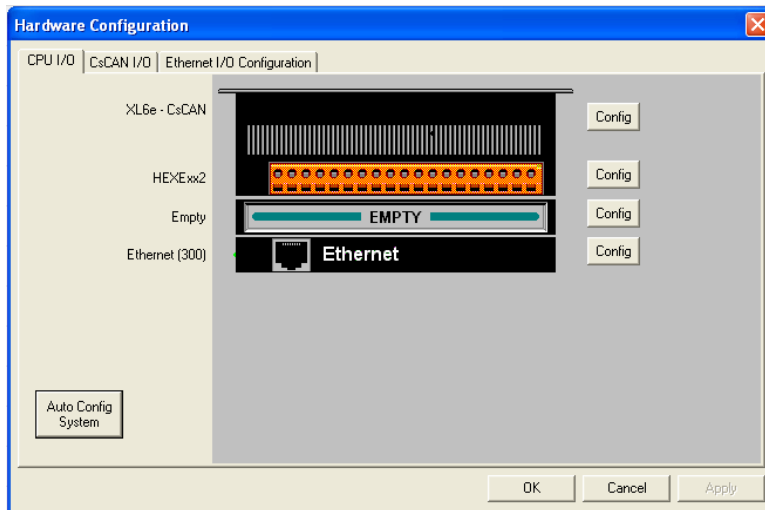 Hardware Configuration
CPU I/O CsCAN I/O Ethernet I/O Configuration
XL6e - CsCAN Config
HEXExx2 Config
Empty EMPTY Config
Ethernet (300) Ethernet Config
Auto Config
System
OK Cancel Apply